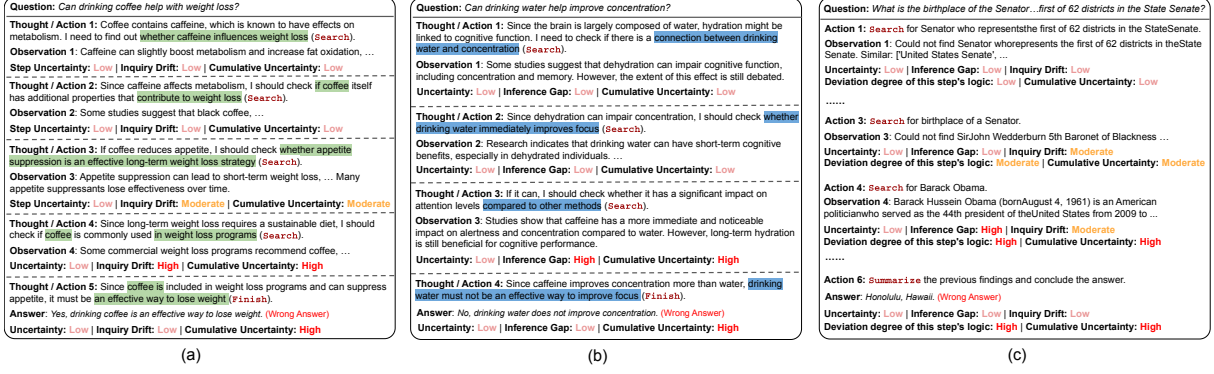 Question: Can drinking coffee help with weight loss?
Thought / Action 1: Coffee contains caffeine, which is known to have effects on
metabolism. I need to find out whether caffeine influences weight loss (Search).
Observation 1: Caffeine can slightly boost metabolism and increase fat oxidation, …
Step Uncertainty: Low | Inquiry Drift: Low | Cumulative Uncertainty: Low
Thought / Action 2: Since caffeine affects metabolism, I should check if coffee itself
has additional properties that contribute to weight loss (Search).
Observation 2: Some studies suggest that black coffee, …
Step Uncertainty: Low | Inquiry Drift: Low | Cumulative Uncertainty: Low
Thought / Action 3: If coffee reduces appetite, I should check whether appetite
suppression is an effective long-term weight loss strategy (Search).
Observation 3: Appetite suppression can lead to short-term weight loss, … Many
appetite suppressants lose effectiveness over time.
Step Uncertainty: Low | Inquiry Drift: Moderate | Cumulative Uncertainty: Moderate
Thought / Action 4: Since long-term weight loss requires a sustainable diet, I should
check if coffee is commonly used in weight loss programs (Search).
Observation 4: Some commercial weight loss programs recommend coffee, …
Uncertainty: Low | Inquiry Drift: High | Cumulative Uncertainty: High
Thought / Action 5: Since coffee is included in weight loss programs and can suppress
appetite, it must be an effective way to lose weight (Finish).
Answer: Yes, drinking coffee is an effective way to lose weight. (Wrong Answer)
Uncertainty: Low | Inquiry Drift: Low | Cumulative Uncertainty: High
(a)
Question: Can drinking water help improve concentration?
Thought / Action 1: Since the brain is largely composed of water, hydration might be
linked to cognitive function. I need to check if there is a connection between drinking
water and concentration (Search).
Observation 1: Some studies suggest that dehydration can impair cognitive function,
including concentration and memory. However, the extent of this effect is still debated.
Uncertainty: Low | Inference Gap: Low | Cumulative Uncertainty: Low
Thought / Action 2: Since dehydration can impair concentration, I should check whether
drinking water immediately improves focus (Search).
Observation 2: Research indicates that drinking water can have short-term cognitive
benefits, especially in dehydrated individuals. …
Uncertainty: Low | Inference Gap: Low | Cumulative Uncertainty: Low
Thought / Action 3: If it can, I should check whether it has a significant impact on
attention levels compared to other methods (Search).
Observation 3: Studies show that caffeine has a more immediate and noticeable
impact on alertness and concentration compared to water. However, long-term hydration
is still beneficial for cognitive performance.
Uncertainty: Low | Inference Gap: High | Cumulative Uncertainty: High
Thought / Action 4: Since caffeine improves concentration more than water, drinking
water must not be an effective way to improve focus (Finish).
Answer: No, drinking water does not improve concentration. (Wrong Answer)
Uncertainty: Low | Inference Gap: Low | Cumulative Uncertainty: High
(b)
Question: What is the birthplace of the Senator…first of 62 districts in the State Senate?
Action 1: Search for Senator who representsthe first of 62 districts in the StateSenate.
Observation 1: Could not find Senator whorepresents the first of 62 districts in theState
Senate. Similar: ['United States Senate', ...
Uncertainty: Low | Inference Gap: Low | Inquiry Drift: Low
Deviation degree of this step's logic: Low | Cumulative Uncertainty: Low
……
Action 3: Search for birthplace of a Senator.
Observation 3: Could not find SirJohn Wedderburn 5th Baronet of Blackness …
Uncertainty: Low | Inference Gap: Low | Inquiry Drift: Moderate
Deviation degree of this step's logic: Moderate | Cumulative Uncertainty: Moderate
Action 4: Search for Barack Obama.
Observation 4: Barack Hussein Obama (bornAugust 4, 1961) is an American
politicianwho served as the 44th president of theUnited States from 2009 to ...
Uncertainty: Low | Inference Gap: High | Inquiry Drift: Moderate
Deviation degree of this step's logic: High | Cumulative Uncertainty: High
……
Action 6: Summarize the previous findings and conclude the answer.
Answer: Honolulu, Hawaii. (Wrong Answer)
Uncertainty: Low | Inference Gap: Low | Inquiry Drift: Low
Deviation degree of this step's logic: High | Cumulative Uncertainty: High
(c)